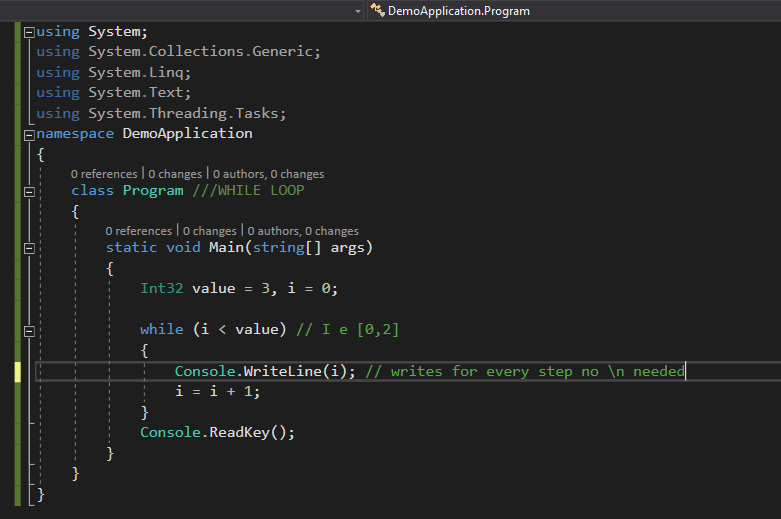 DemoApplication.Program
using System;
using System.Collections.Generic;
using System.Linq;
using System.Text;
using System.Threading.Tasks;
namespace DemoApplication
{
0 references | 0 changes | 0 authors, 0 changes
class Program ///WHILE LOOP
{
0 references | 0 changes | 0 authors, 0 changes
static void Main(string[] args)
{
Int32 value = 3, i = 0;
while (i < value) // I e [0,2]
{
Console.WriteLine(i); // writes for every step no \n needed
i = i + 1;
}
Console.ReadKey();
}
}
}